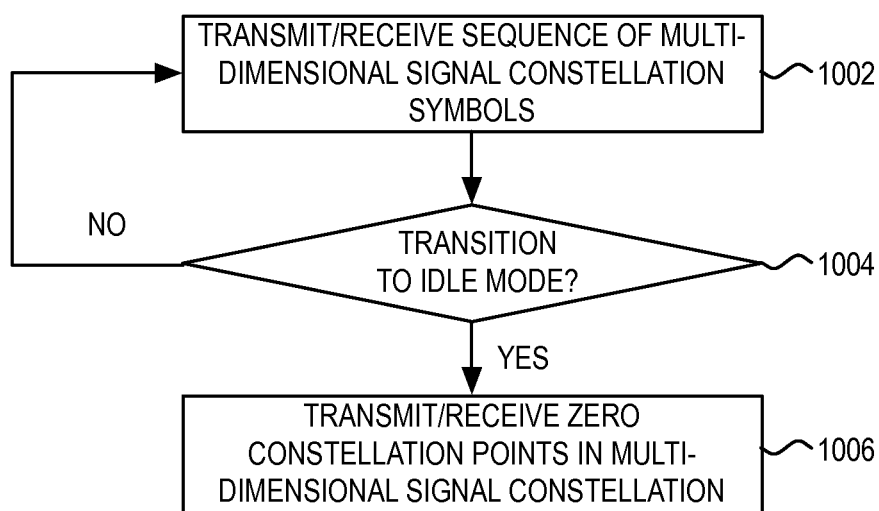 TRANSMIT/RECEIVE SEQUENCE OF MULTI-
DIMENSIONAL SIGNAL CONSTELLATION
SYMBOLS
1002
NO
TRANSITION
TO IDLE MODE?
1004
YES
TRANSMIT/RECEIVE ZERO
CONSTELLATION POINTS IN MULTI-
DIMENSIONAL SIGNAL CONSTELLATION
1006